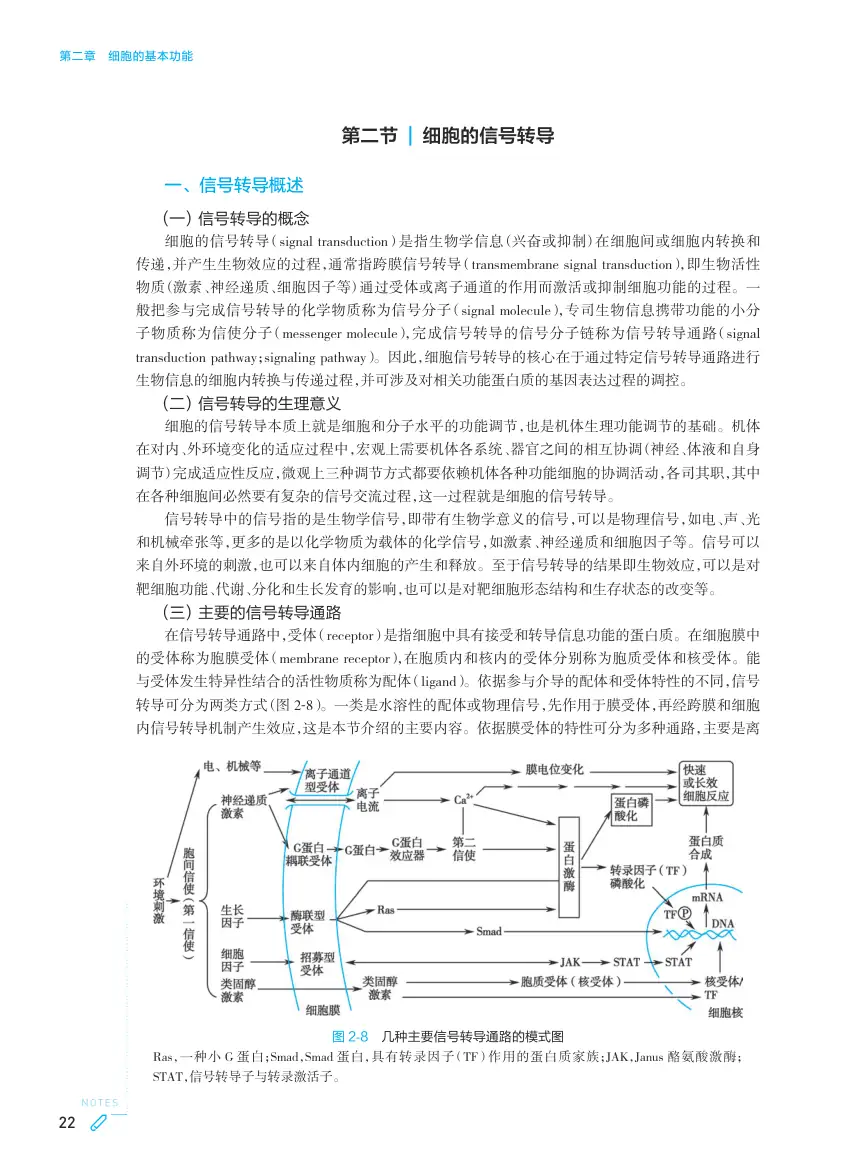 第二章 细胞的基本功能
第二节 | 细胞的信号转导
一、信号转导概述
（一）信号转导的概念
细胞的信号转导（signal transduction）是指生物学信息（兴奋或抑制）在细胞间或细胞内转换和
传递，并产生生物效应的过程，通常指跨膜信号转导（transmembrane signal transduction），即生物活性
物质（激素、神经递质、细胞因子等）通过受体或离子通道的作用而激活或抑制细胞功能的过程。一
般把参与完成信号转导的化学物质称为信号分子（signal molecule），专司生物信息携带功能的小分
子物质称为信使分子（messenger molecule），完成信号转导的信号分子链称为信号转导通路（signal
transduction pathway；signaling pathway）。因此，细胞信号转导的核心在于通过特定信号转导通路进行
生物信息的细胞内转换与传递过程，并可涉及对相关功能蛋白质的基因表达过程的调控。
（二）信号转导的生理意义
细胞的信号转导本质上就是细胞和分子水平的功能调节，也是机体生理功能调节的基础。机体
在对内、外环境变化的适应过程中，宏观上需要机体各系统、器官之间的相互协调（神经、体液和自身
调节）完成适应性反应，微观上三种调节方式都要依赖机体各种功能细胞的协调活动，各司其职，其中
在各种细胞间必然要有复杂的信号交流过程，这一过程就是细胞的信号转导。
信号转导中的信号指的是生物学信号，即带有生物学意义的信号，可以是物理信号，如电、声、光
和机械牵张等，更多的是以化学物质为载体的化学信号，如激素、神经递质和细胞因子等。信号可以
来自外环境的刺激，也可以来自体内细胞的产生和释放。至于信号转导的结果即生物效应，可以是对
靶细胞功能、代谢、分化和生长发育的影响，也可以是对靶细胞形态结构和生存状态的改变等。
（三）主要的信号转导通路
在信号转导通路中，受体（receptor）是指细胞中具有接受和转导信息功能的蛋白质。在细胞膜中
的受体称为胞膜受体（membrane receptor），在胞质内和核内的受体分别称为胞质受体和核受体。能
与受体发生特异性结合的活性物质称为配体（ligand）。依据参与介导的配体和受体特性的不同，信号
转导可分为两类方式（图 2-8）。一类是水溶性的配体或物理信号，先作用于膜受体，再经跨膜和细胞
内信号转导机制产生效应，这是本节介绍的主要内容。依据膜受体的特性可分为多种通路，主要是离
电、机械等
离子通道
型受体
膜电位变化
快速
或长效
细胞反应
神经递质
激素
离子
电流
Ca²⁺
蛋白磷
酸化
G蛋白
耦联受体
G蛋白
G蛋白
效应器
第二
信使
蛋白激酶
蛋白质
合成
转录因子（TF）
磷酸化
环境刺激
胞间信使（第一信使）
mRNA
生长
因子
酶联型
受体
Ras
TF P
DNA
Smad
细胞
因子
招募型
受体
JAK
STAT
STAT
类固醇
激素
类固醇
激素
胞质受体（核受体）
核受体/
TF
细胞膜
细胞核
图 2-8 几种主要信号转导通路的模式图
Ras，一种小 G 蛋白；Smad，Smad 蛋白，具有转录因子（TF）作用的蛋白质家族；JAK，Janus 酪氨酸激酶；
STAT，信号转导子与转录激活子。
NOTES
22